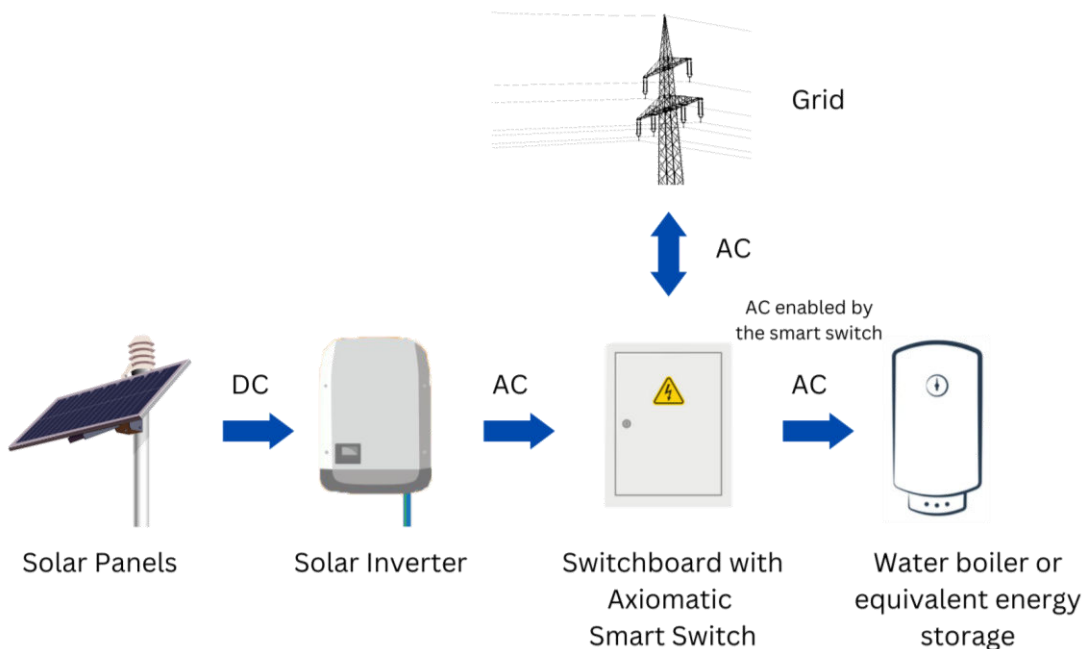 Grid
AC
AC enabled by
the smart switch
DC
AC
AC
Solar Panels
Solar Inverter
Switchboard with
Axiomatic
Smart Switch
Water boiler or
equivalent energy
storage